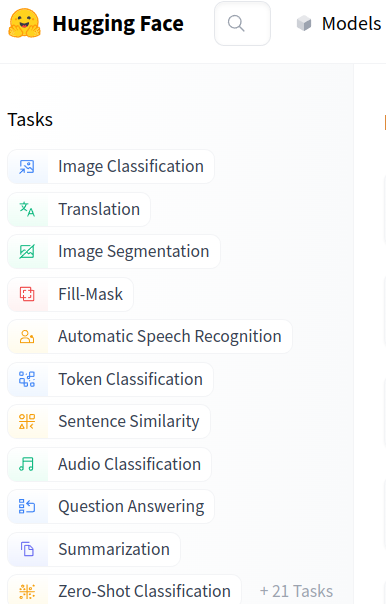 Hugging Face
Models
Tasks
Image Classification
Translation
Image Segmentation
Fill-Mask
Automatic Speech Recognition
Token Classification
Sentence Similarity
Audio Classification
Question Answering
Summarization
Zero-Shot Classification + 21 Tasks